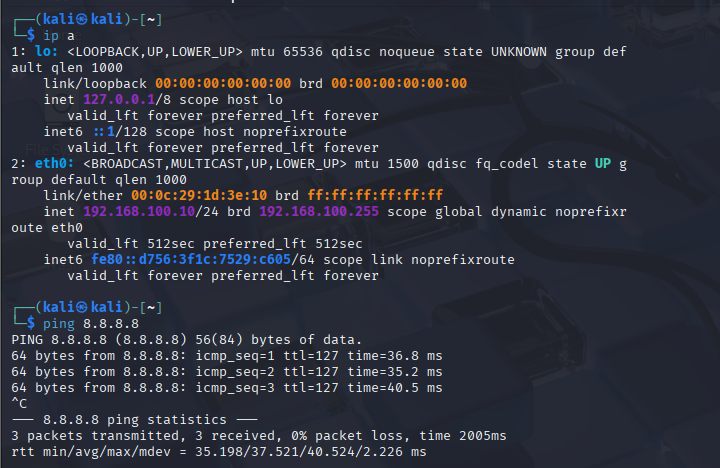 ┌──(kali㉿kali)-[~]
└─$ ip a
1: lo: <LOOPBACK,UP,LOWER_UP> mtu 65536 qdisc noqueue state UNKNOWN group def
ault qlen 1000
    link/loopback 00:00:00:00:00:00 brd 00:00:00:00:00:00
    inet 127.0.0.1/8 scope host lo
       valid_lft forever preferred_lft forever
    inet6 ::1/128 scope host noprefixroute
       valid_lft forever preferred_lft forever
2: eth0: <BROADCAST,MULTICAST,UP,LOWER_UP> mtu 1500 qdisc fq_codel state UP g
roup default qlen 1000
    link/ether 00:0c:29:1d:3e:10 brd ff:ff:ff:ff:ff:ff
    inet 192.168.100.10/24 brd 192.168.100.255 scope global dynamic noprefixr
oute eth0
       valid_lft 512sec preferred_lft 512sec
    inet6 fe80::d756:3f1c:7529:c605/64 scope link noprefixroute
       valid_lft forever preferred_lft forever
┌──(kali㉿kali)-[~]
└─$ ping 8.8.8.8
PING 8.8.8.8 (8.8.8.8) 56(84) bytes of data.
64 bytes from 8.8.8.8: icmp_seq=1 ttl=127 time=36.8 ms
64 bytes from 8.8.8.8: icmp_seq=2 ttl=127 time=35.2 ms
64 bytes from 8.8.8.8: icmp_seq=3 ttl=127 time=40.5 ms
^C
--- 8.8.8.8 ping statistics ---
3 packets transmitted, 3 received, 0% packet loss, time 2005ms
rtt min/avg/max/mdev = 35.198/37.521/40.524/2.226 ms